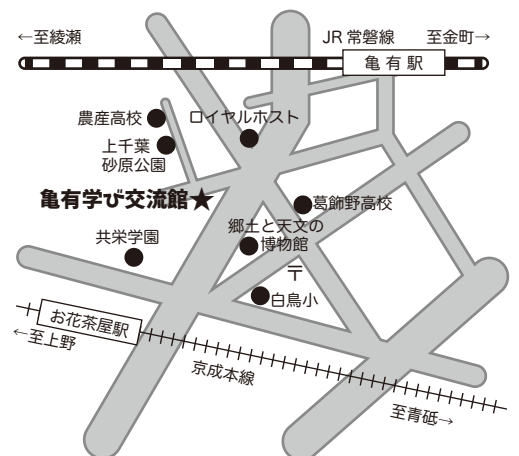 ←至綾瀬
JR 常磐線
至金町→
亀有駅
農産高校
ロイヤルホスト
上千葉
砂原公園
亀有学び交流館★
葛飾野高校
郷土と天文の
博物館
共栄学園
〒
白鳥小
お花茶屋駅
←至上野
京成本線
至青砥→